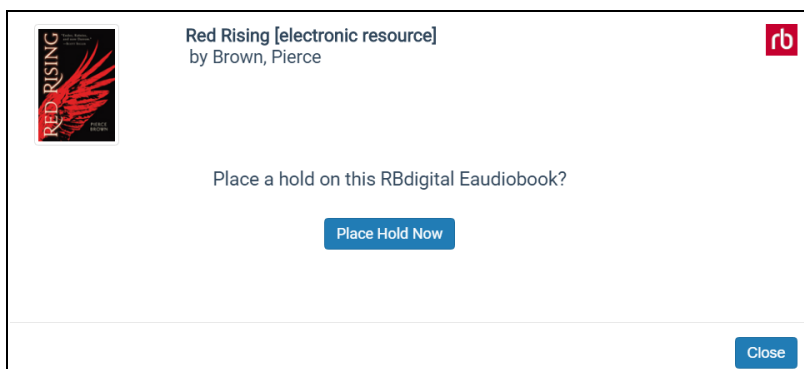 Red Rising [electronic resource]
by Brown, Pierce
rb
RED RISING
PIERCE
BROWN
Place a hold on this RBdigital Eaudiobook?
Place Hold Now
Close